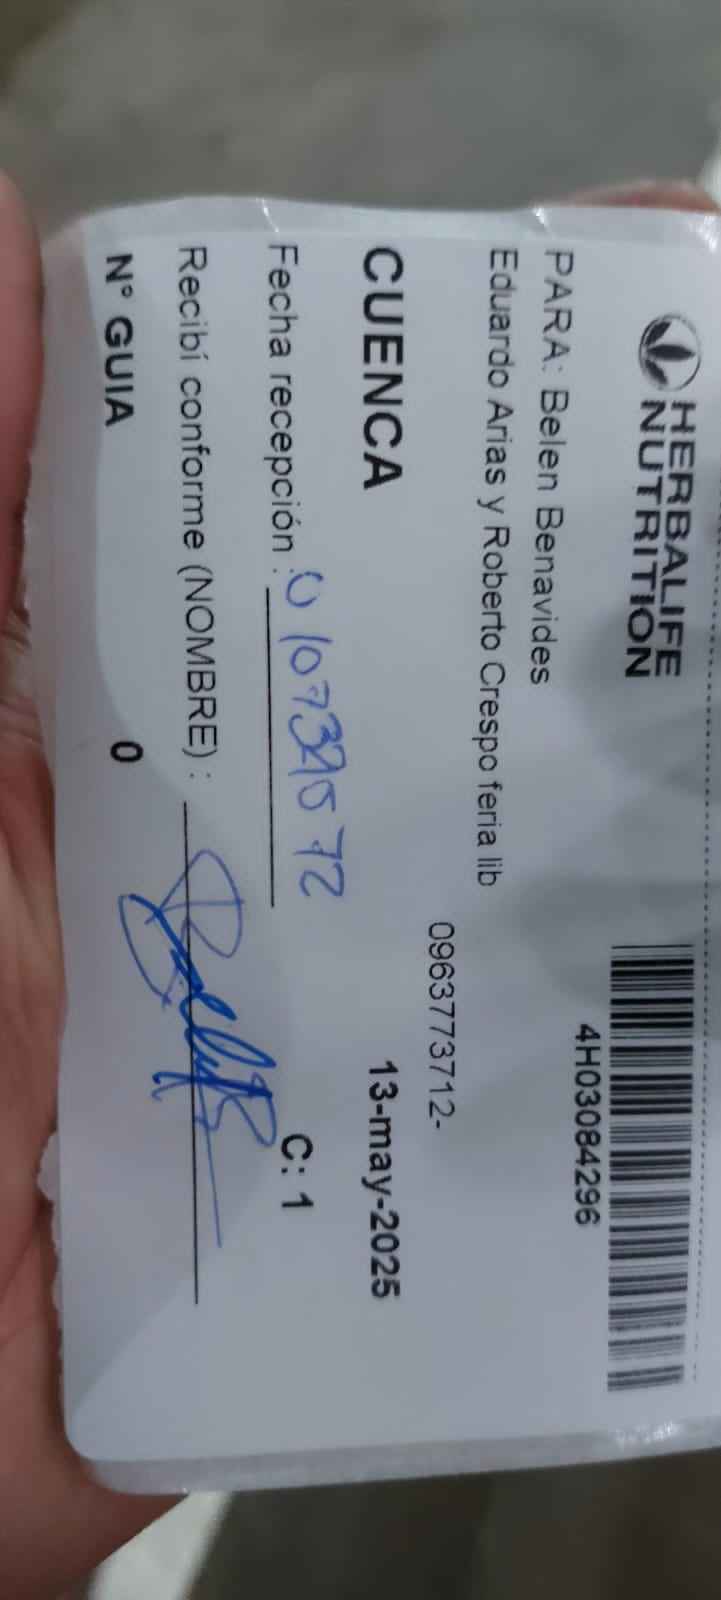 HERBALIFE
NUTRITION
4H03084296
PARA: Belen Benavides
Eduardo Arias y Roberto Crespo feria lib
0963773712-
CUENCA 13-may-2025
Fecha recepción :
C: 1
Recibí conforme (NOMBRE) :
Nº GUIA 0